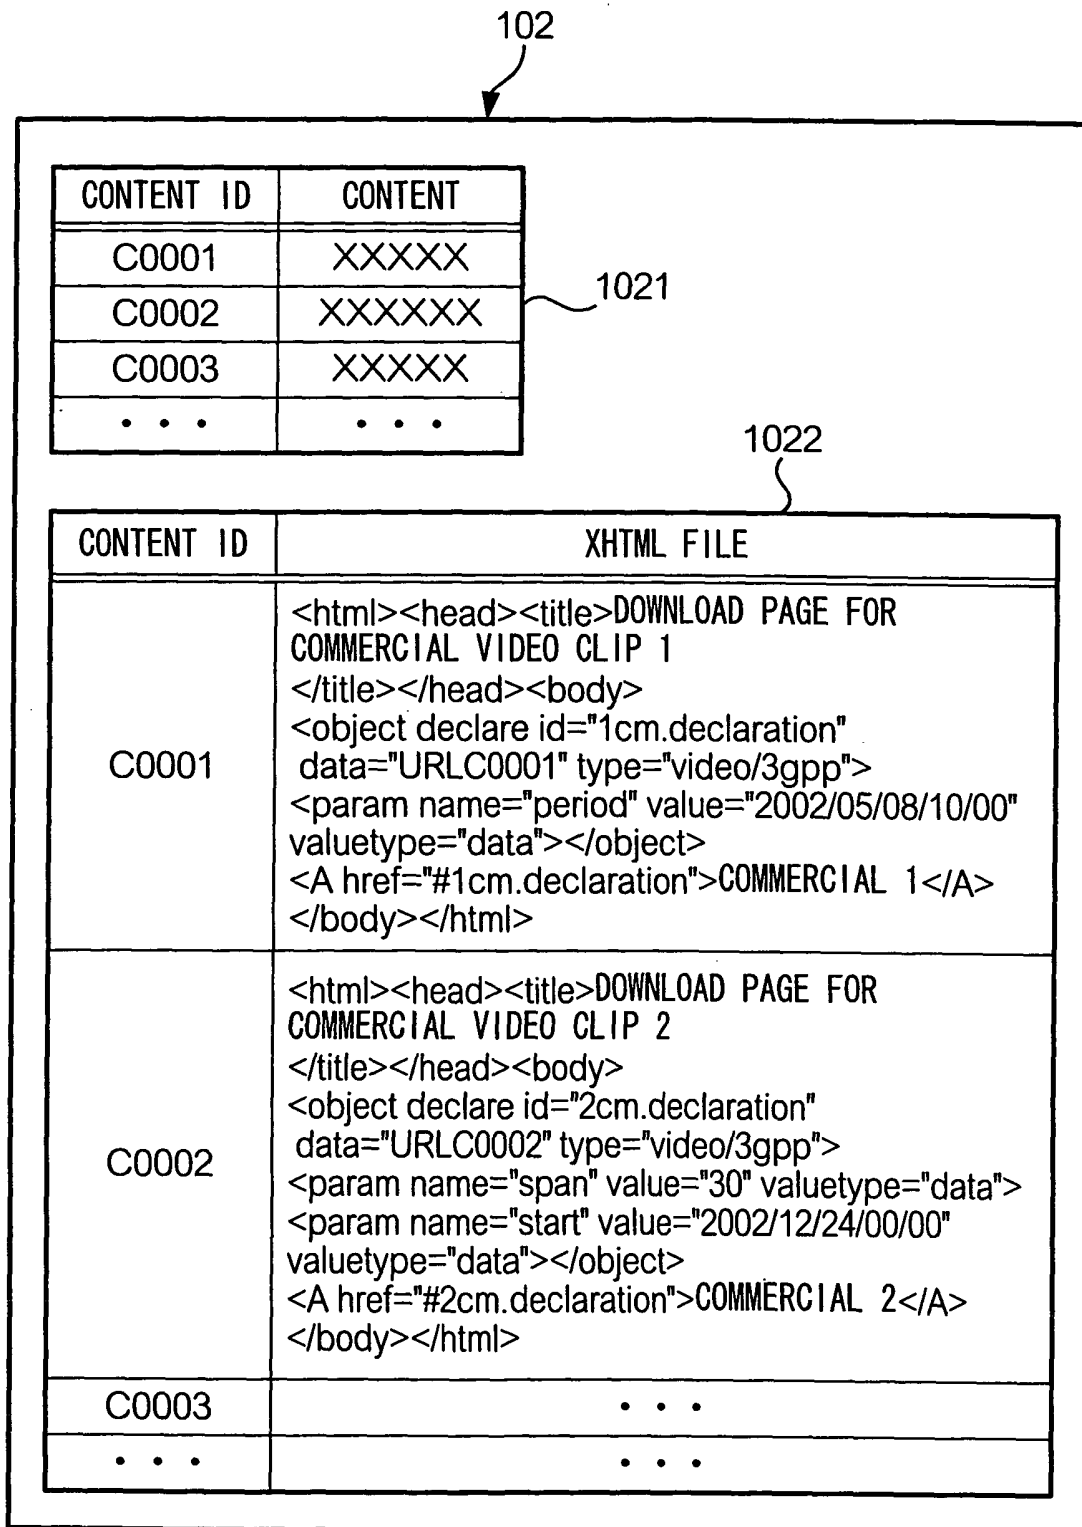 102
CONTENT ID CONTENT
C0001 XXXXX
C0002 XXXXXX
C0003 XXXXX
• • • • • •
1021
1022
CONTENT ID XHTML FILE
C0001
<html><head><title>DOWNLOAD PAGE FOR
COMMERCIAL VIDEO CLIP 1
</title></head><body>
<object declare id="1cm.declaration"
data="URLC0001" type="video/3gpp">
<param name="period" value="2002/05/08/10/00"
valuetype="data"></object>
<A href="#1cm.declaration">COMMERCIAL 1</A>
</body></html>
C0002
<html><head><title>DOWNLOAD PAGE FOR
COMMERCIAL VIDEO CLIP 2
</title></head><body>
<object declare id="2cm.declaration"
data="URLC0002" type="video/3gpp">
<param name="span" value="30" valuetype="data">
<param name="start" value="2002/12/24/00/00"
valuetype="data"></object>
<A href="#2cm.declaration">COMMERCIAL 2</A>
</body></html>
C0003 • • •
• • • • • •